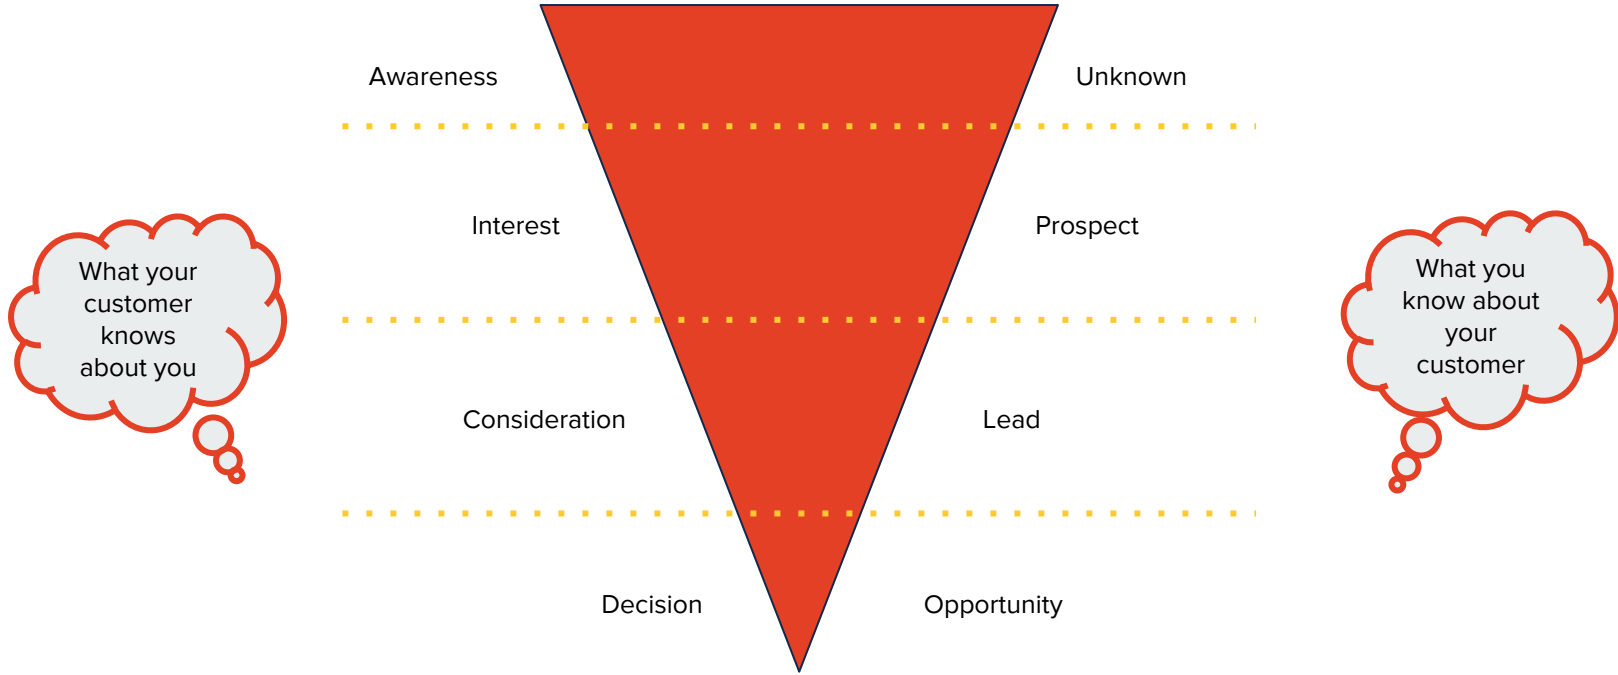 Awareness
Unknown
Interest
Prospect
What your
customer
knows
about you
What you
know about
your
customer
Consideration
Lead
Decision
Opportunity